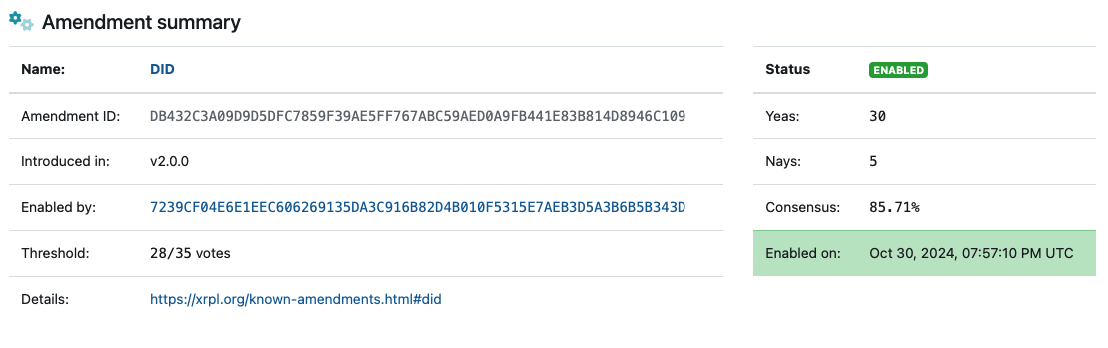 Amendment summary
Name: DID
Amendment ID: DB432C3A09D9D5DFC7859F39AE5FF767ABC59AED0A9FB441E83B814D8946C109
Introduced in: v2.0.0
Enabled by: 7239CF04E6E1EEC606269135DA3C916B82D4B010F5315E7AEB3D5A3B6B5B343D
Threshold: 28/35 votes
Details: https://xrpl.org/known-amendments.html#did
Status ENABLED
Yeas: 30
Nays: 5
Consensus: 85.71%
Enabled on: Oct 30, 2024, 07:57:10 PM UTC